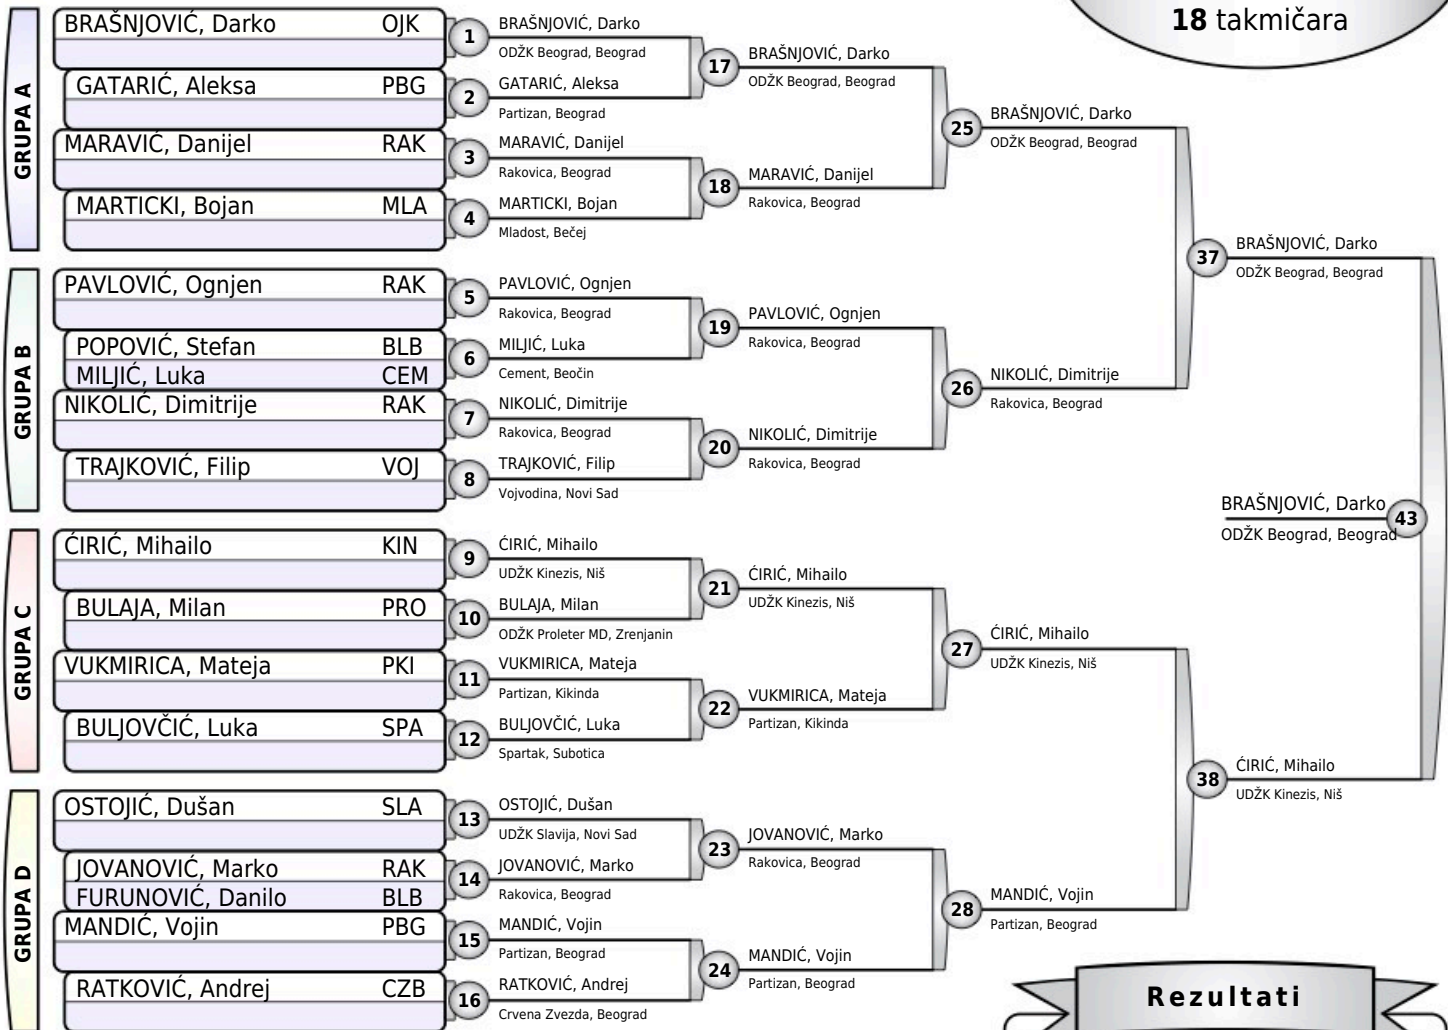 18 takmičara
GRUPA A
BRAŠNJOVIĆ, Darko OJK
GATARIĆ, Aleksa PBG
MARAVIĆ, Danijel RAK
MARTICKI, Bojan MLA
GRUPA B
PAVLOVIĆ, Ognjen RAK
POPOVIĆ, Stefan BLB
MILJIĆ, Luka CEM
NIKOLIĆ, Dimitrije RAK
TRAJKOVIĆ, Filip VOJ
GRUPA C
ĆIRIĆ, Mihailo KIN
BULAJA, Milan PRO
VUKMIRICA, Mateja PKI
BULJOVČIĆ, Luka SPA
GRUPA D
OSTOJIĆ, Dušan SLA
JOVANOVIĆ, Marko RAK
FURUNOVIĆ, Danilo BLB
MANDIĆ, Vojin PBG
RATKOVIĆ, Andrej CZB
1
BRAŠNJOVIĆ, Darko
ODŽK Beograd, Beograd
2
GATARIĆ, Aleksa
Partizan, Beograd
3
MARAVIĆ, Danijel
Rakovica, Beograd
4
MARTICKI, Bojan
Mladost, Bečej
5
PAVLOVIĆ, Ognjen
Rakovica, Beograd
6
MILJIĆ, Luka
Cement, Beočin
7
NIKOLIĆ, Dimitrije
Rakovica, Beograd
8
TRAJKOVIĆ, Filip
Vojvodina, Novi Sad
9
ĆIRIĆ, Mihailo
UDŽK Kinezis, Niš
10
BULAJA, Milan
ODŽK Proleter MD, Zrenjanin
11
VUKMIRICA, Mateja
Partizan, Kikinda
12
BULJOVČIĆ, Luka
Spartak, Subotica
13
OSTOJIĆ, Dušan
UDŽK Slavija, Novi Sad
14
JOVANOVIĆ, Marko
Rakovica, Beograd
15
MANDIĆ, Vojin
Partizan, Beograd
16
RATKOVIĆ, Andrej
Crvena Zvezda, Beograd
17
BRAŠNJOVIĆ, Darko
ODŽK Beograd, Beograd
18
MARAVIĆ, Danijel
Rakovica, Beograd
19
PAVLOVIĆ, Ognjen
Rakovica, Beograd
20
NIKOLIĆ, Dimitrije
Rakovica, Beograd
21
ĆIRIĆ, Mihailo
UDŽK Kinezis, Niš
22
VUKMIRICA, Mateja
Partizan, Kikinda
23
JOVANOVIĆ, Marko
Rakovica, Beograd
24
MANDIĆ, Vojin
Partizan, Beograd
25
BRAŠNJOVIĆ, Darko
ODŽK Beograd, Beograd
26
NIKOLIĆ, Dimitrije
Rakovica, Beograd
27
ĆIRIĆ, Mihailo
UDŽK Kinezis, Niš
28
MANDIĆ, Vojin
Partizan, Beograd
37
BRAŠNJOVIĆ, Darko
ODŽK Beograd, Beograd
38
ĆIRIĆ, Mihailo
UDŽK Kinezis, Niš
43
BRAŠNJOVIĆ, Darko
ODŽK Beograd, Beograd
Rezultati